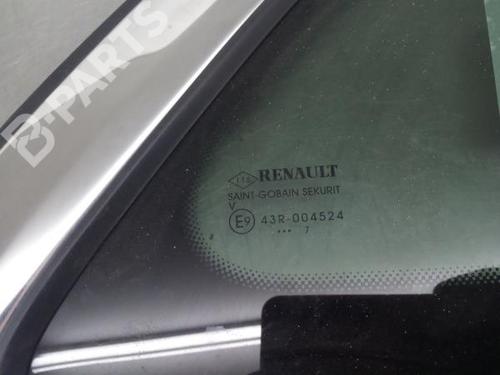 B-PARTS
RENAULT
SAINT-GOBAIN SEKURIT
V
E9 43R-004524
... 7